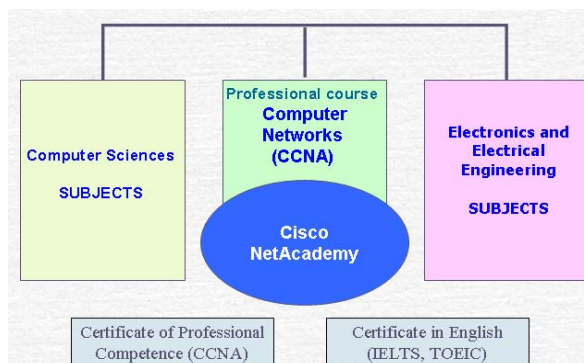 Computer Sciences
SUBJECTS
Professional course
Computer
Networks
(CCNA)
Cisco
NetAcademy
Electronics and
Electrical
Engineering
SUBJECTS
Certificate of Professional
Competence (CCNA)
Certificate in English
(IELTS, TOEIC)